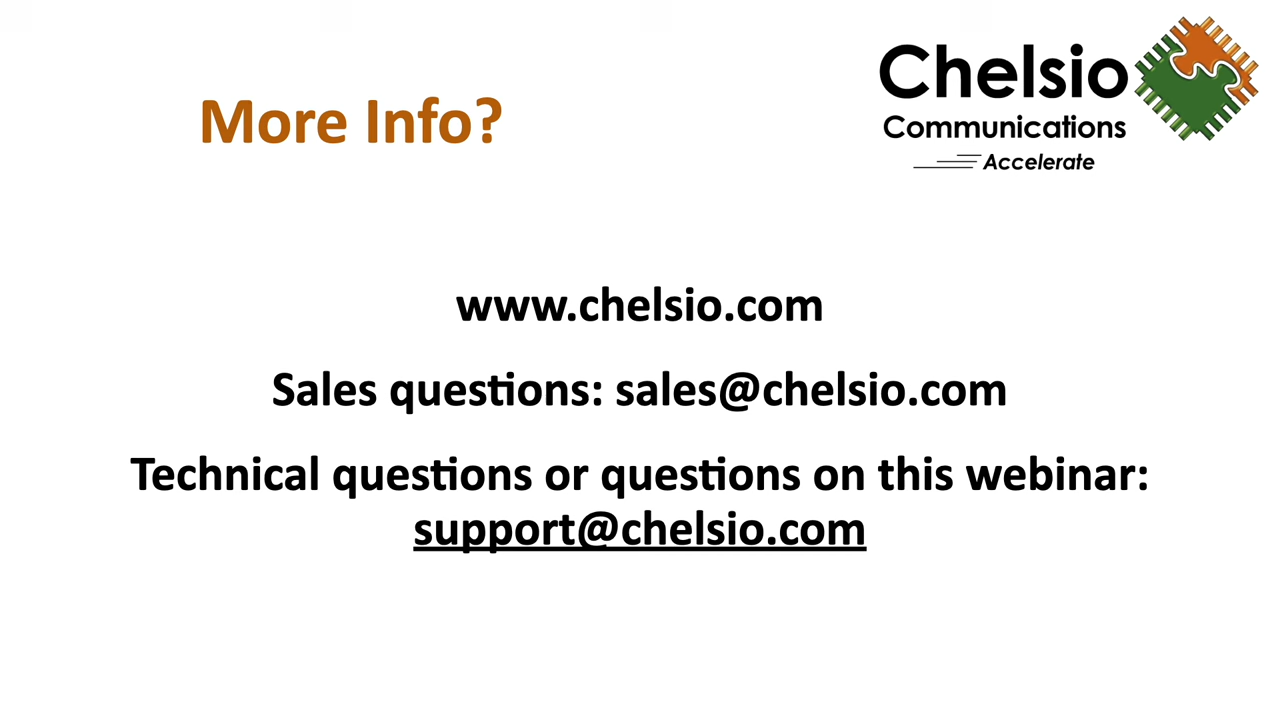 Chelsio
Communications
Accelerate
More Info?
www.chelsio.com
Sales questions: sales@chelsio.com
Technical questions or questions on this webinar:
support@chelsio.com